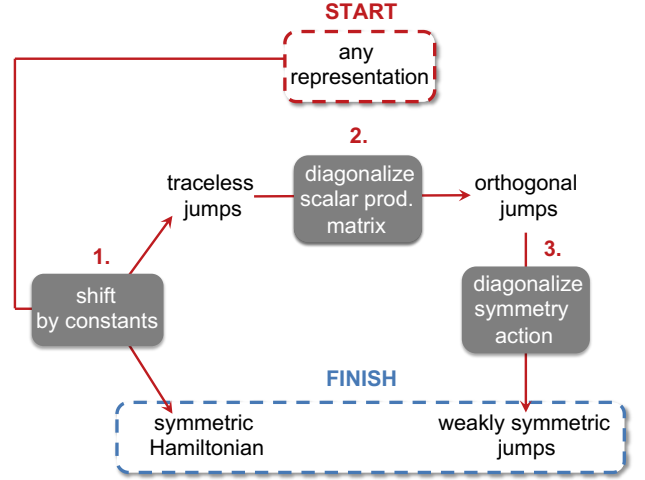 START
any
representation
2.
traceless
jumps
diagonalize
scalar prod.
matrix
orthogonal
jumps
1.
shift
by constants
3.
diagonalize
symmetry
action
FINISH
symmetric
Hamiltonian
weakly symmetric
jumps